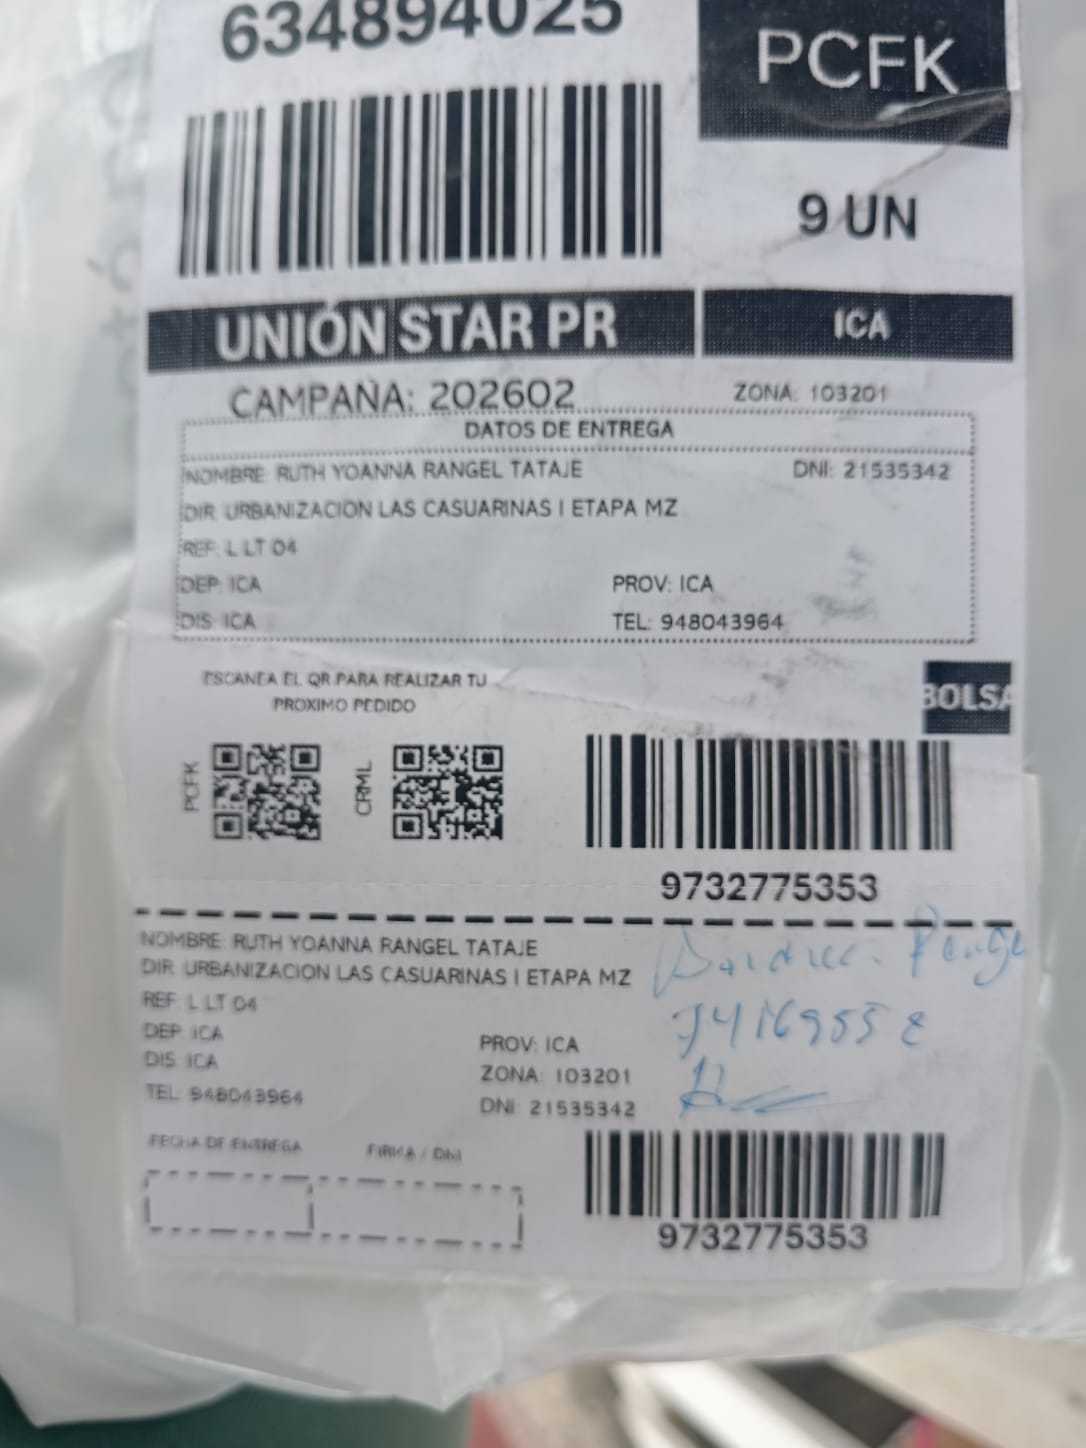 634894025
PCFK
9 UN
UNIÓN STAR PR
ICA
CAMPAÑA: 202602
ZONA: 103201
DATOS DE ENTREGA
NOMBRE: RUTH YOANNA RANGEL TATAJE DNI: 21535342
DIR: URBANIZACION LAS CASUARINAS I ETAPA MZ
REF: L LT 04
DEP: ICA PROV: ICA
DIS: ICA TEL: 948043964
ESCANEA EL QR PARA REALIZAR TU
PROXIMO PEDIDO
BOLSA
PCFK
CRML
9732775353
NOMBRE: RUTH YOANNA RANGEL TATAJE
DIR: URBANIZACION LAS CASUARINAS I ETAPA MZ
REF: L LT 04
DEP: ICA PROV: ICA
DIS: ICA ZONA: 103201
TEL: 948043964 DNI: 21535342
FECHA DE ENTREGA FIRMA / DNI
9732775353